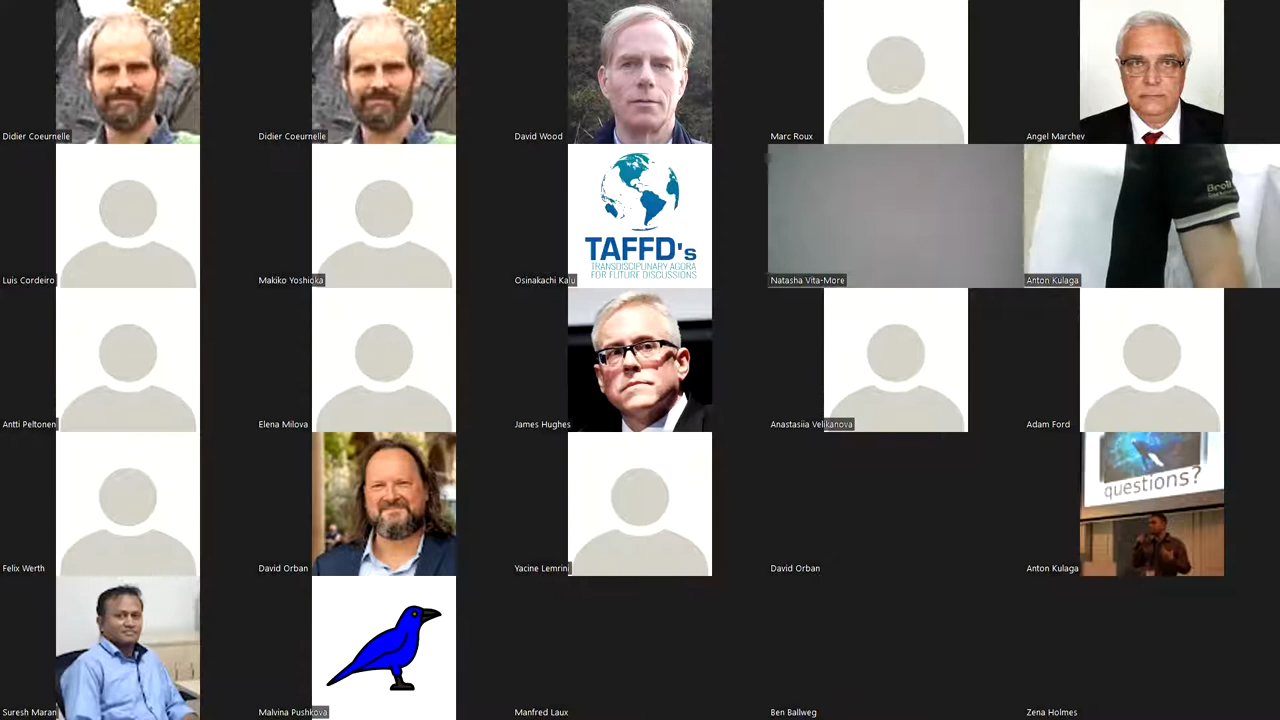 Didier Coeurnelle
Didier Coeurnelle
David Wood
Marc Roux
Angel Marchev
Luis Cordeiro
Makiko Yoshioka
TAFFD's
TRANSDISCIPLINARY AGORA
FOR FUTURE DISCUSSIONS
Osinakachi Kalu
Natasha Vita-More
Broil
Anton Kulaga
Antti Peltonen
Elena Milova
James Hughes
Anastasiia Velikanova
Adam Ford
Felix Werth
David Orban
Yacine Lemrini
David Orban
questions?
Anton Kulaga
Suresh Maran
Malvina Pushkova
Manfred Laux
Ben Ballweg
Zena Holmes